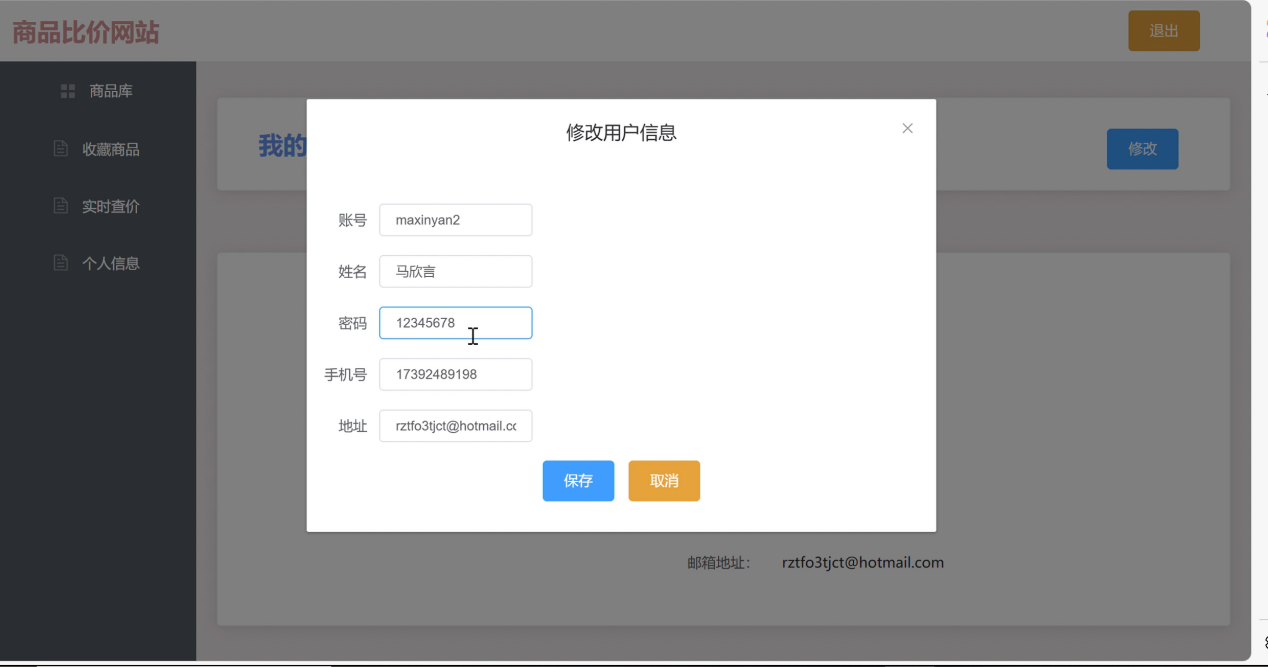 商品比价网站
退出
商品库
收藏商品
实时查价
个人信息
我的
修改
修改用户信息
账号 maxinyan2
姓名 马欣言
密码 12345678
手机号 17392489198
地址 rztfo3tjct@hotmail.cc
保存 取消
邮箱地址： rztfo3tjct@hotmail.com